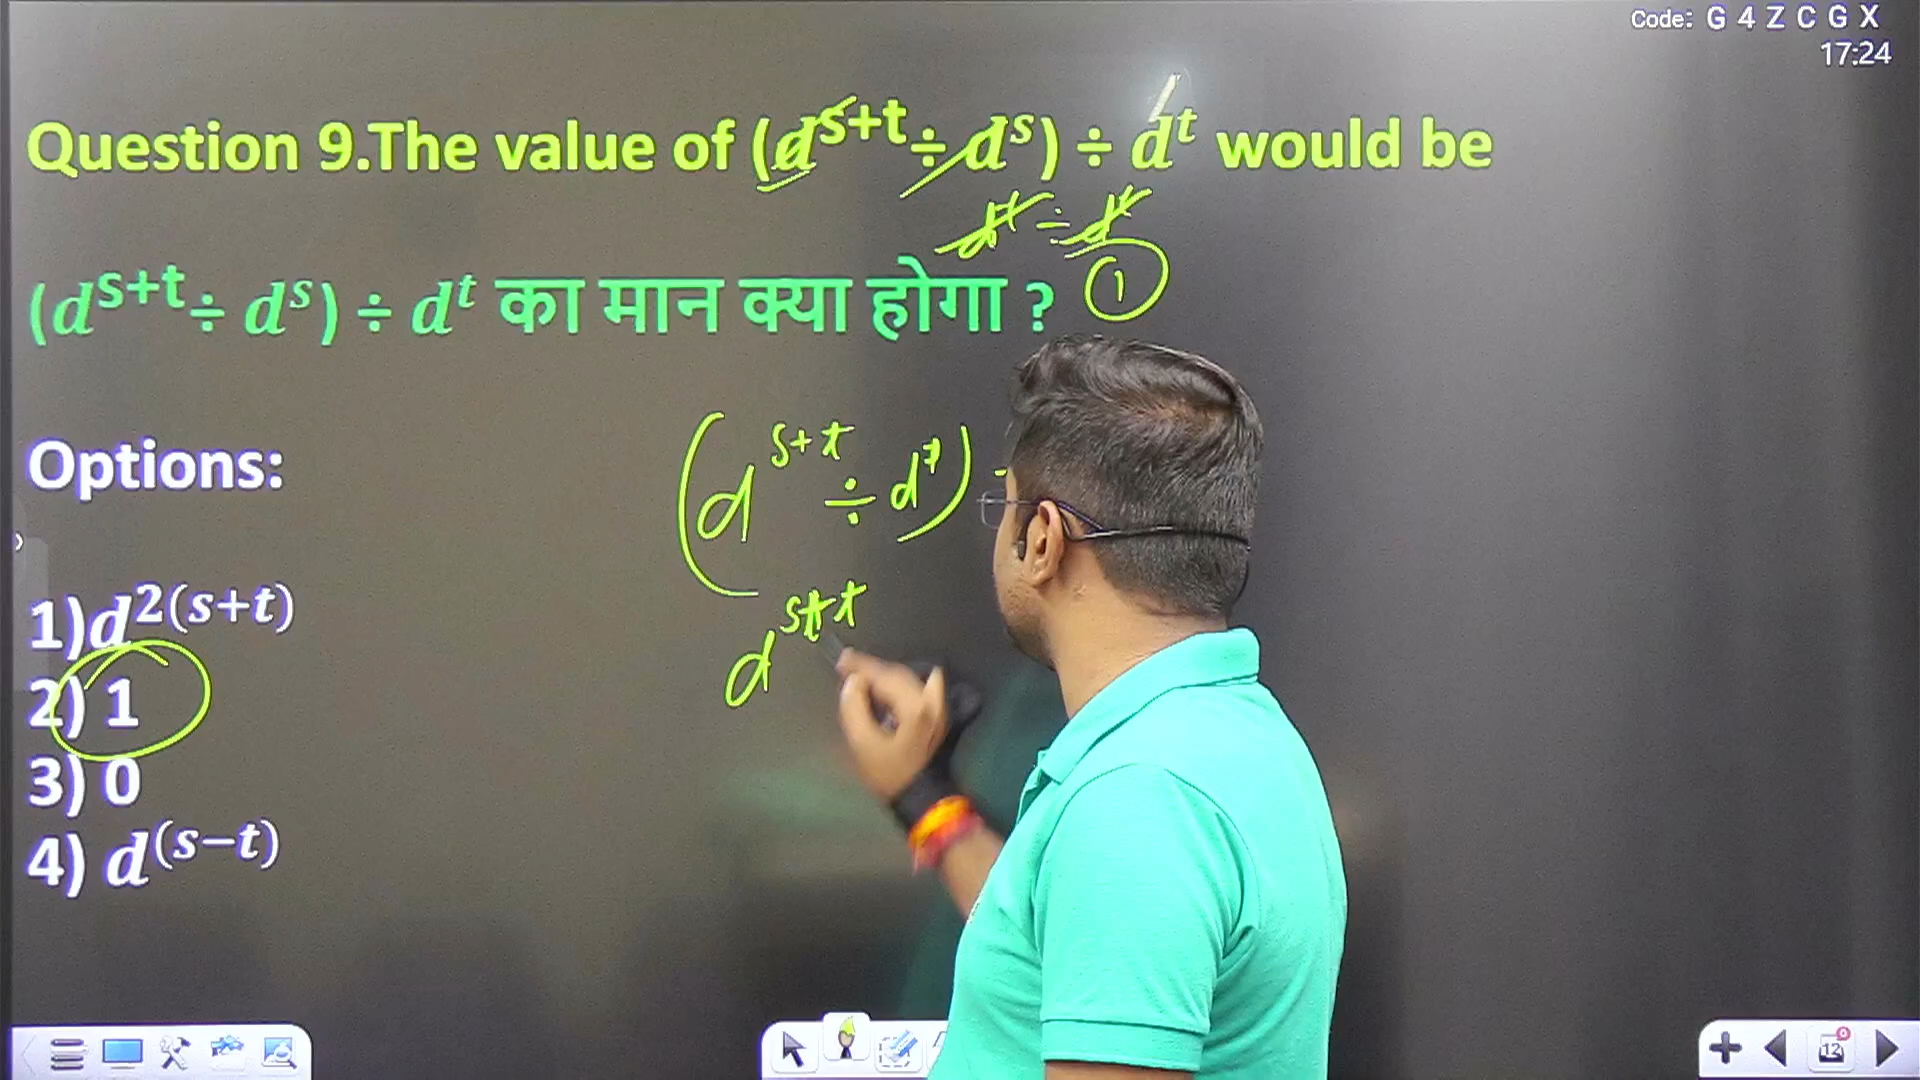 Code: G 4 Z C G X
17:24
Question 9.The value of (d^s+t ÷ d^s) ÷ d^t would be
d^t ÷ d^t
1
(d^s+t ÷ d^s) ÷ d^t का मान क्या होगा ?
(d^s+t ÷ d^t)
Options:
d^s+t
1)d^2(s+t)
2) 1
3) 0
4) d^(s−t)
12